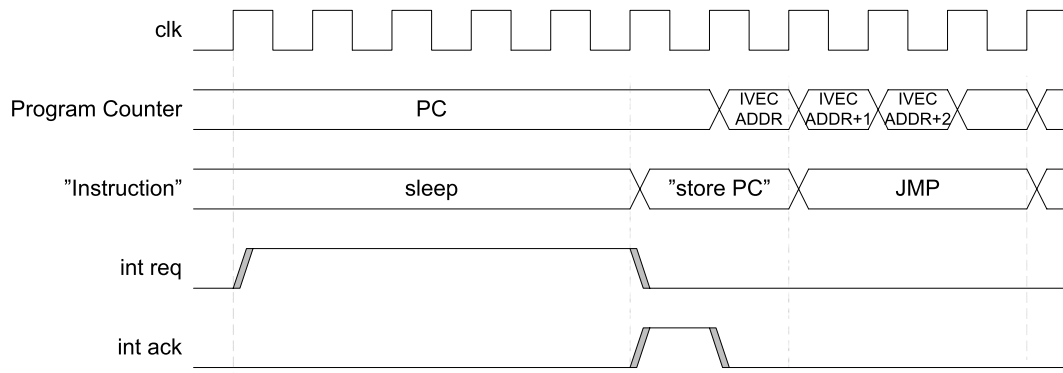 clk
Program Counter
PC
IVEC
ADDR
IVEC
ADDR+1
IVEC
ADDR+2
”Instruction”
sleep
”store PC”
JMP
int req
int ack